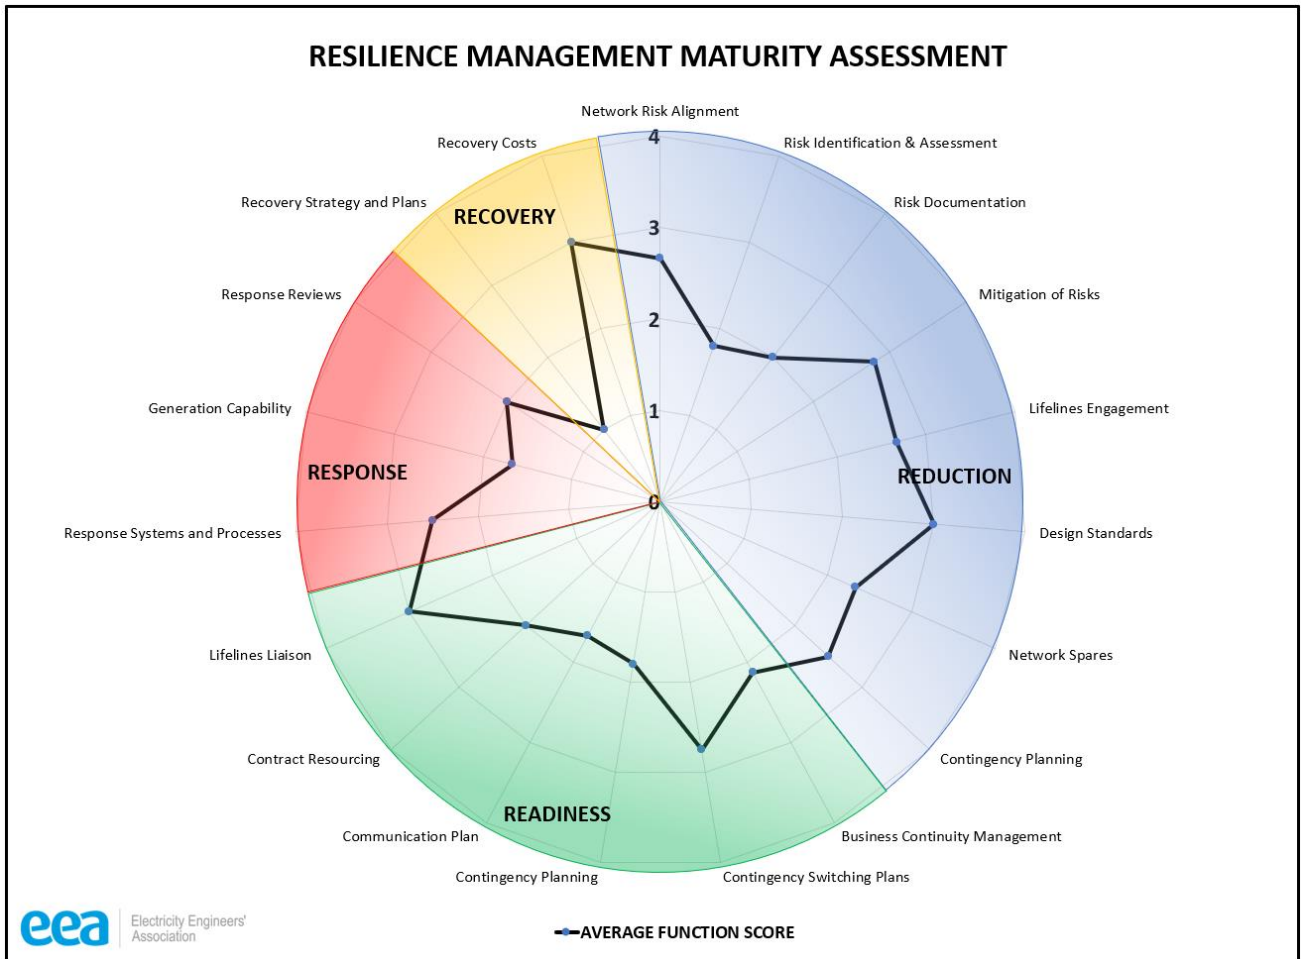 RESILIENCE MANAGEMENT MATURITY ASSESSMENT
Network Risk Alignment
Recovery Costs
Risk Identification & Assessment
Recovery Strategy and Plans
Risk Documentation
RECOVERY
Response Reviews
Mitigation of Risks
Generation Capability
Lifelines Engagement
RESPONSE
REDUCTION
Response Systems and Processes
Design Standards
Lifelines Liaison
Network Spares
Contract Resourcing
Contingency Planning
READINESS
Communication Plan
Business Continuity Management
Contingency Planning
Contingency Switching Plans
4
3
2
1
0
eea
Electricity Engineers'
Association
AVERAGE FUNCTION SCORE